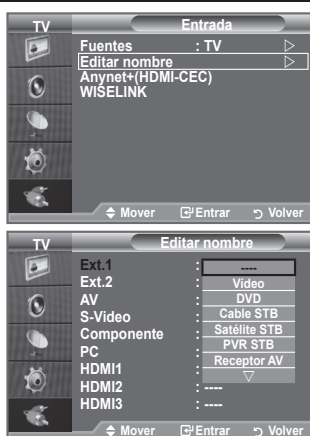 TV
Entrada
Fuentes : TV ▷
Editar nombre ▷
Anynet+(HDMI-CEC)
WISELINK
Mover Entrar Volver
TV
Editar nombre
Ext.1 : ----
Ext.2 : Video
AV : DVD
S-Video : Cable STB
Componente : Satélite STB
PC : PVR STB
HDMI1 : Receptor AV
HDMI2 : ----
HDMI3 : ----
Mover Entrar Volver